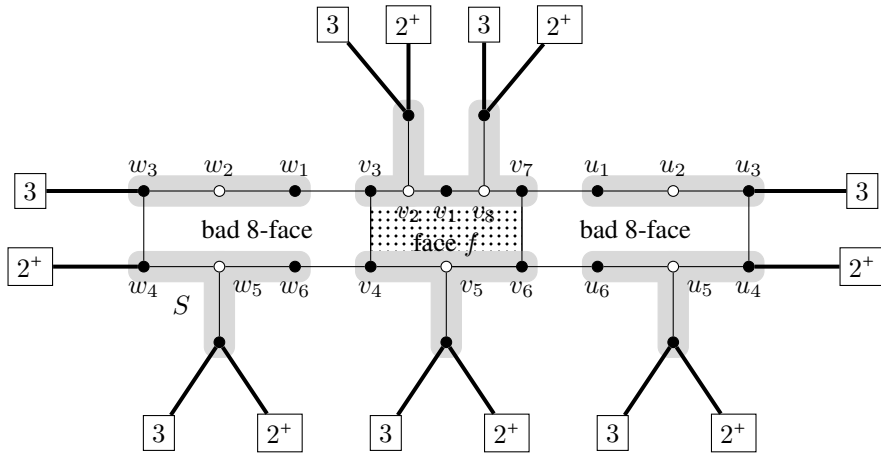 3 2⁺ 3 2⁺
w₃ w₂ w₁ v₃ v₇ u₁ u₂ u₃
3 3
v₂ v₁ v₈
bad 8-face bad 8-face
face f
2⁺ 2⁺
w₄ w₅ w₆ v₄ v₅ v₆ u₆ u₅ u₄
S
3 2⁺ 3 2⁺ 3 2⁺